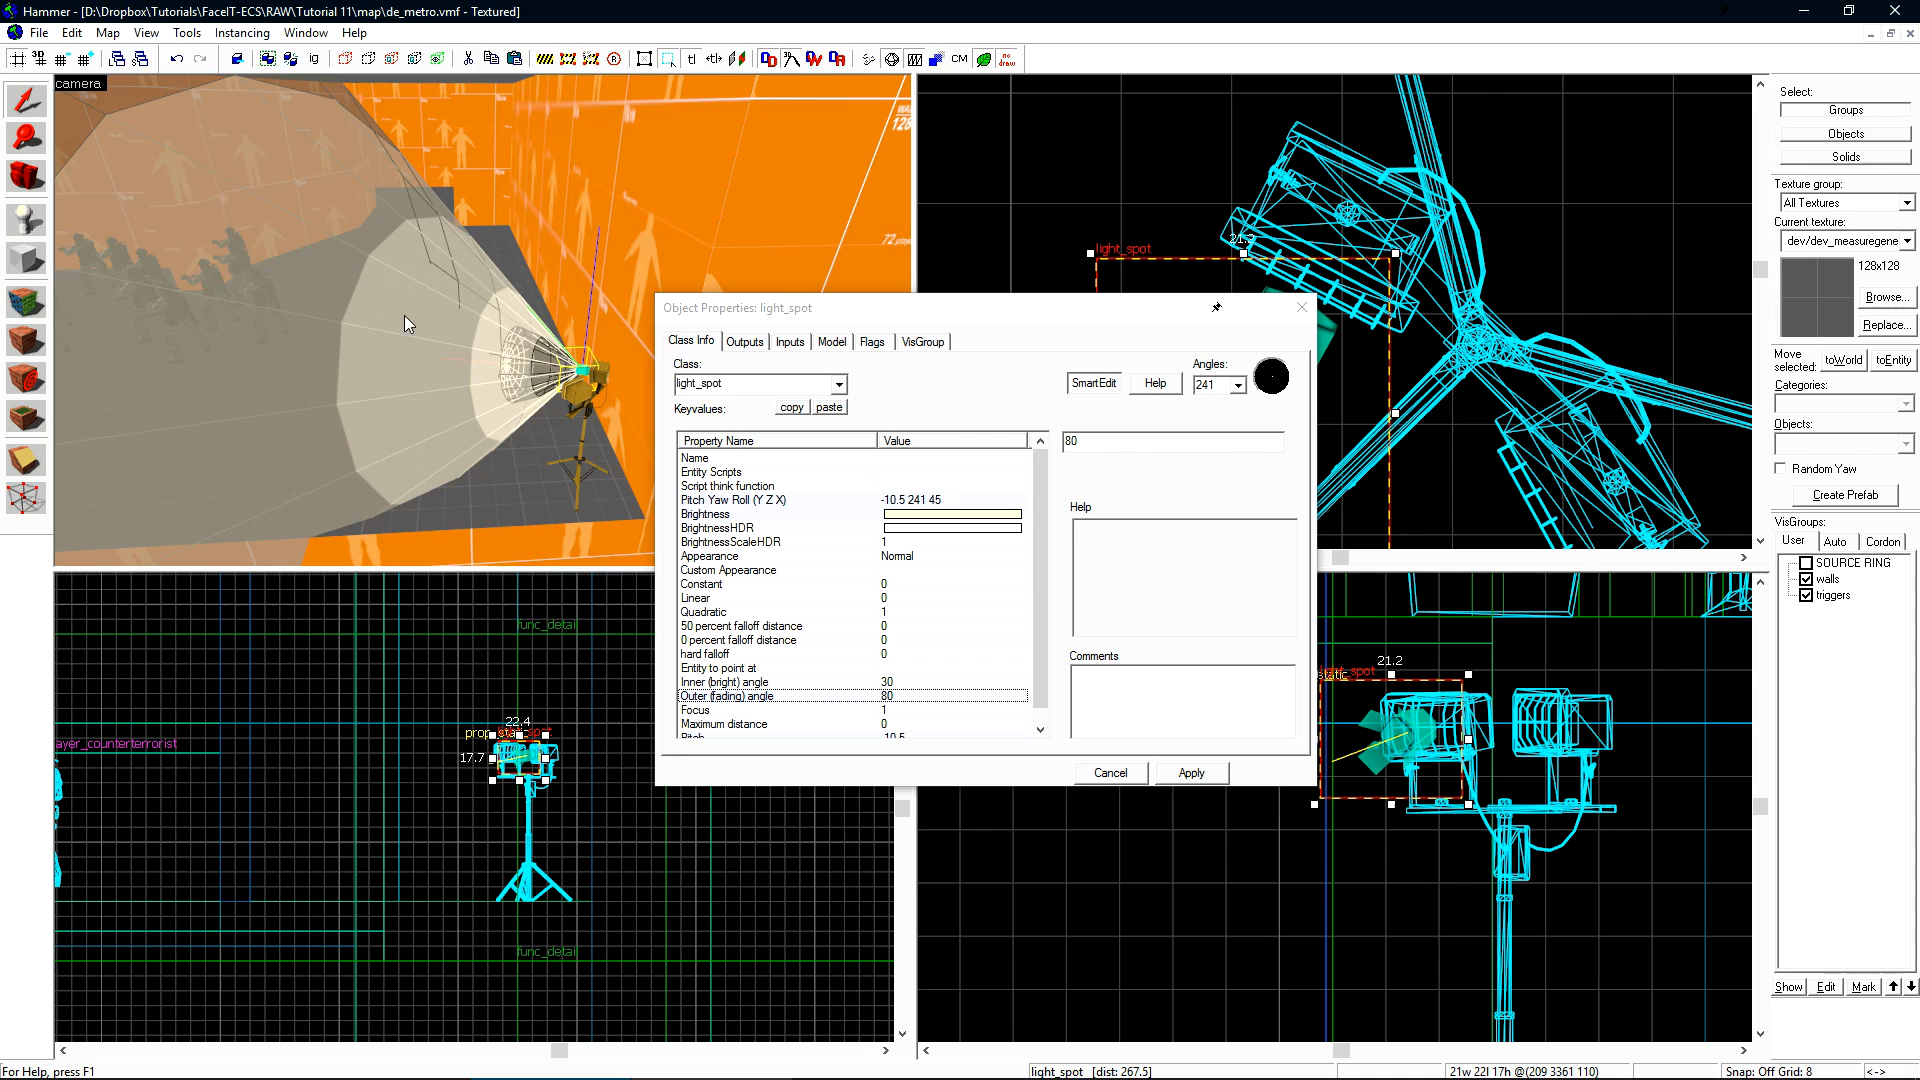 Hammer - [D:\Dropbox\Tutorials\FaceIT-ECS\RAW\Tutorial 11\map\de_metro.vmf - Textured]
File Edit Map View Tools Instancing Window Help
camera
light_spot
21.2
Object Properties: light_spot
Class Info Outputs Inputs Model Flags VisGroup
Class:
light_spot
Keyvalues: copy paste
SmartEdit Help
Angles:
241
Property Name Value
Name
Entity Scripts
Script think function
Pitch Yaw Roll (Y Z X) -10.5 241 45
Brightness
BrightnessHDR
BrightnessScaleHDR 1
Appearance Normal
Custom Appearance
Constant 0
Linear 0
Quadratic 1
50 percent falloff distance 0
0 percent falloff distance 0
hard falloff 0
Entity to point at
Inner (bright) angle 30
Outer (fading) angle 80
Focus 1
Maximum distance 0
Pitch -10.5
80
Help
Comments
Cancel Apply
func_detail
22.4
17.7
ayer_counterterrorist
func_detail
21.2
Select:
Groups
Objects
Solids
Texture group:
All Textures
Current texture:
dev/dev_measuregene
128x128
Browse...
Replace...
Move selected: toWorld toEntity
Categories:
Objects:
Random Yaw
Create Prefab
VisGroups:
User Auto Cordon
SOURCE RING
walls
triggers
Show Edit Mark
For Help, press F1
light_spot [dist: 267.5]
21w 22l 17h @(209 3361 110)
Snap: Off Grid: 8
<->